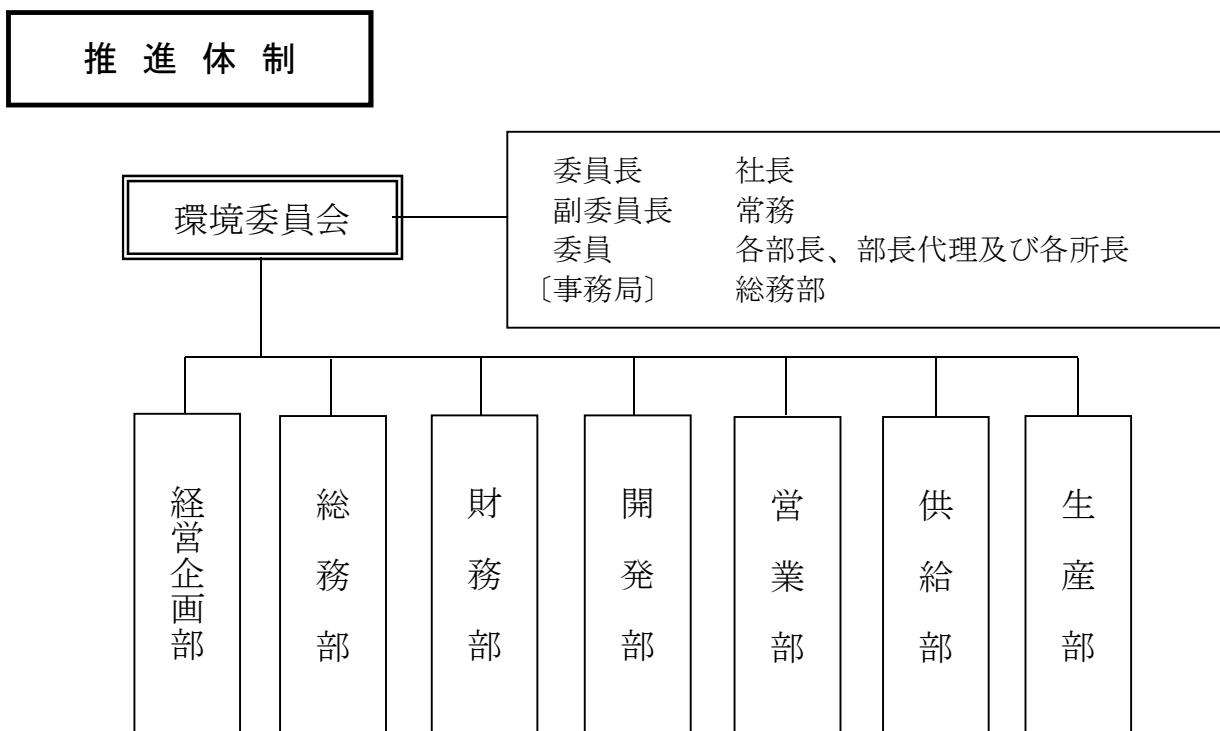 推進体制
環境委員会
委員長 社長
副委員長 常務
委員 各部長、部長代理及び各所長
〔事務局〕 総務部
経営企画部
総務部
財務部
開発部
営業部
供給部
生産部